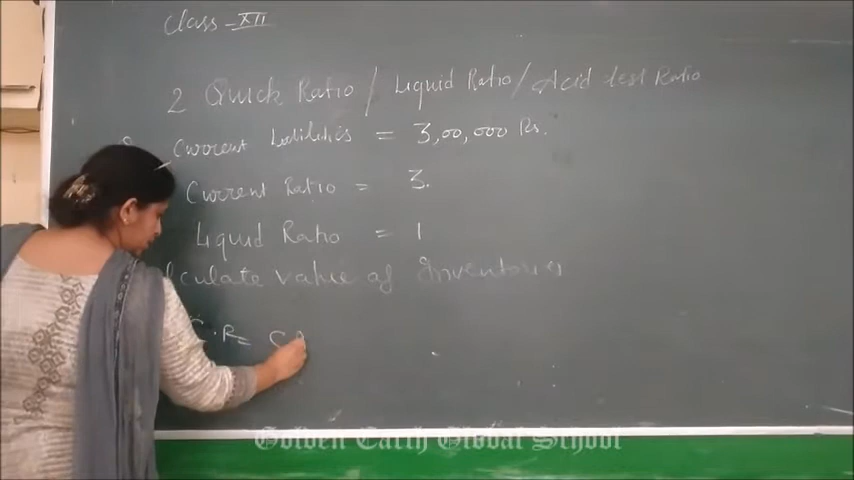 Class - XII
2 Quick Ratio / Liquid Ratio / Acid test Ratio
Current Liabilities = 3,00,000 Rs.
Current Ratio = 3.
Liquid Ratio = 1
lculate value of Inventories
C.R =
Golden Earth Global School